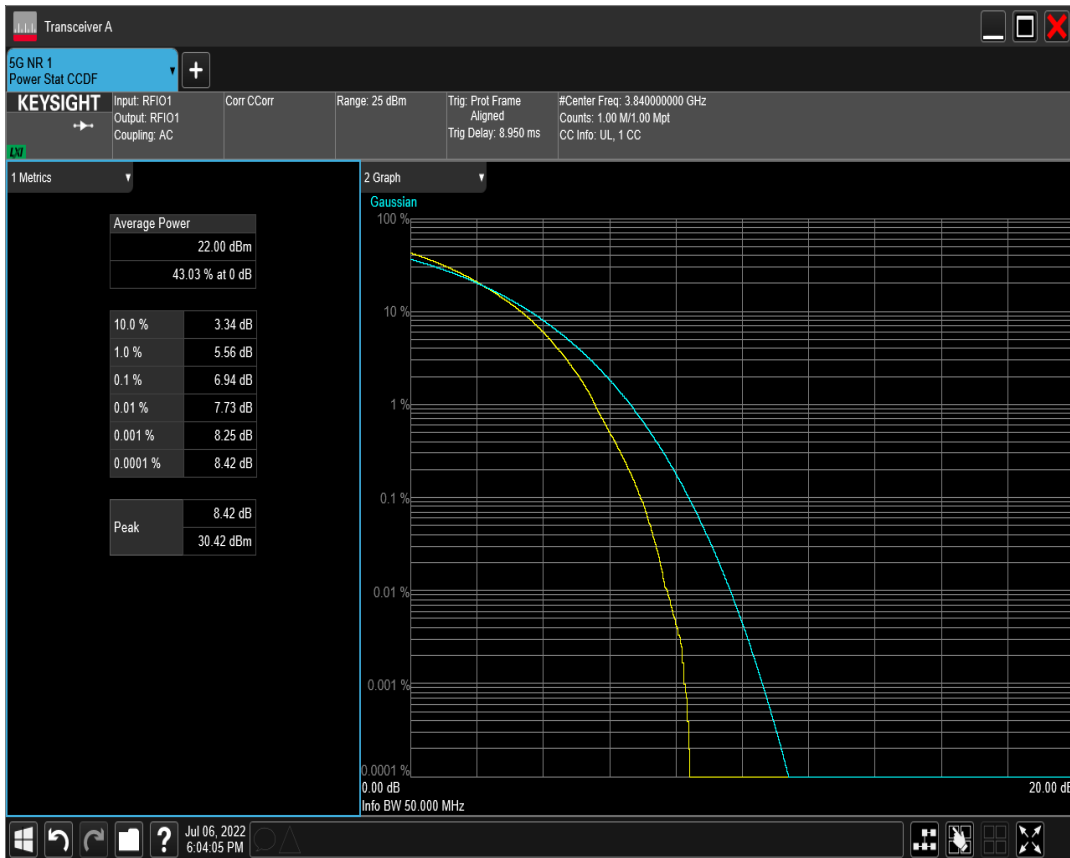 Transceiver A
5G NR 1
Power Stat CCDF
KEYSIGHT
LXI
Input: RFIO1
Output: RFIO1
Coupling: AC
Corr CCorr
Range: 25 dBm
Trig: Prot Frame
Aligned
Trig Delay: 8.950 ms
#Center Freq: 3.840000000 GHz
Counts: 1.00 M/1.00 Mpt
CC Info: UL, 1 CC
1 Metrics
Average Power
22.00 dBm
43.03 % at 0 dB
10.0 % 3.34 dB
1.0 % 5.56 dB
0.1 % 6.94 dB
0.01 % 7.73 dB
0.001 % 8.25 dB
0.0001 % 8.42 dB
Peak
8.42 dB
30.42 dBm
2 Graph
Gaussian
100 %
10 %
1 %
0.1 %
0.01 %
0.001 %
0.0001 %
0.00 dB 20.00 dB
Info BW 50.000 MHz
Jul 06, 2022
6:04:05 PM